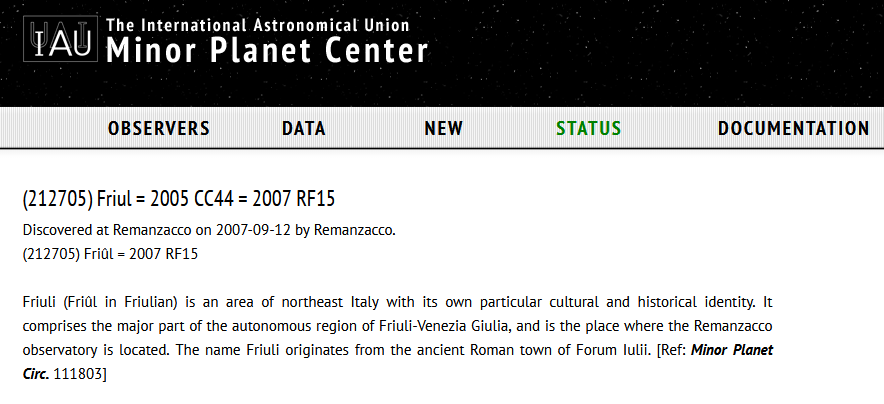 IAU
The International Astronomical Union
Minor Planet Center
OBSERVERS DATA NEW STATUS DOCUMENTATION
(212705) Friul = 2005 CC44 = 2007 RF15
Discovered at Remanzacco on 2007-09-12 by Remanzacco.
(212705) Friûl = 2007 RF15
Friuli (Friûl in Friulian) is an area of northeast Italy with its own particular cultural and historical identity. It
comprises the major part of the autonomous region of Friuli-Venezia Giulia, and is the place where the Remanzacco
observatory is located. The name Friuli originates from the ancient Roman town of Forum Iulii. [Ref: Minor Planet
Circ. 111803]